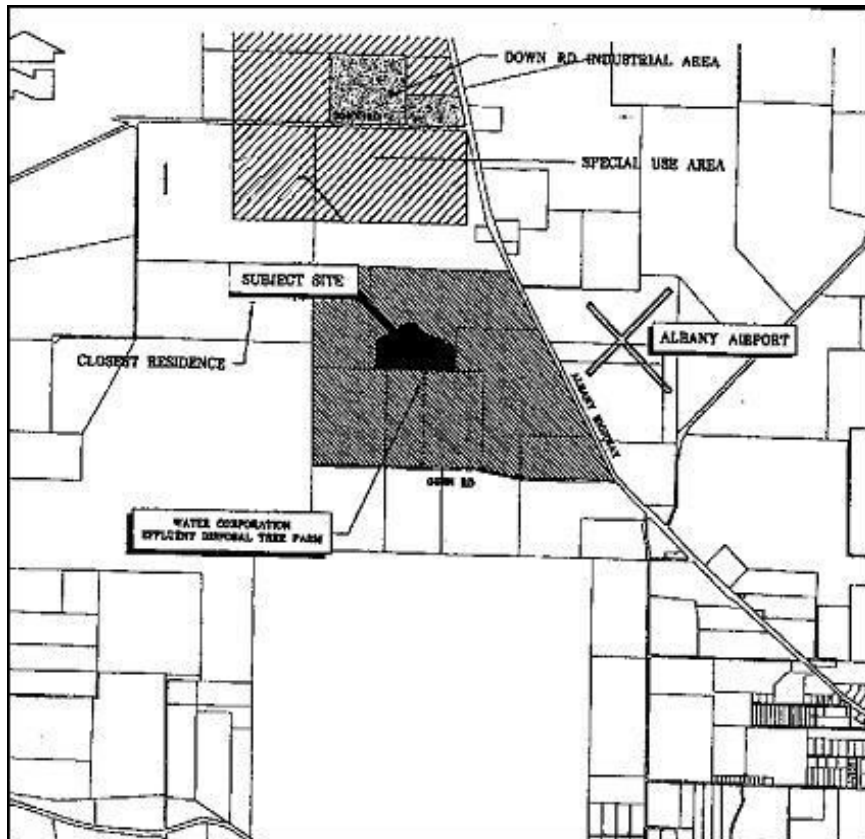 DOWN RD INDUSTRIAL AREA
SPECIAL USE AREA
SUBJECT SITE
ALBANY AIRPORT
CLOSEST RESIDENCE
ALBANY HIGHWAY
WATER CORPORATION
EFFLUENT DISPOSAL TREE FARM